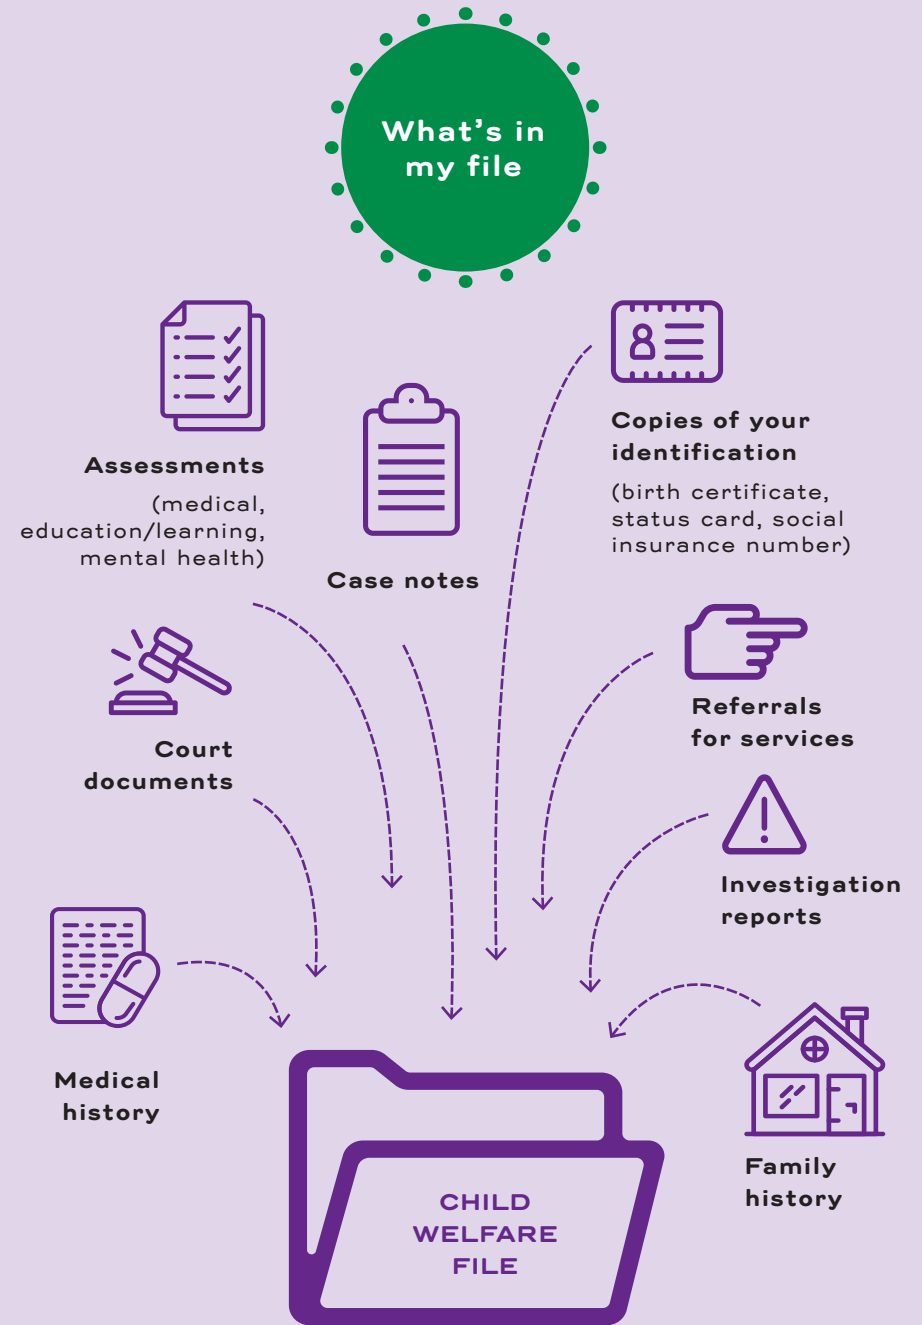 What’s in
my file
Assessments
(medical,
education/learning,
mental health)
Case notes
Copies of your
identification
(birth certificate,
status card, social
insurance number)
Court
documents
Referrals
for services
Investigation
reports
Medical
history
Family
history
CHILD
WELFARE
FILE